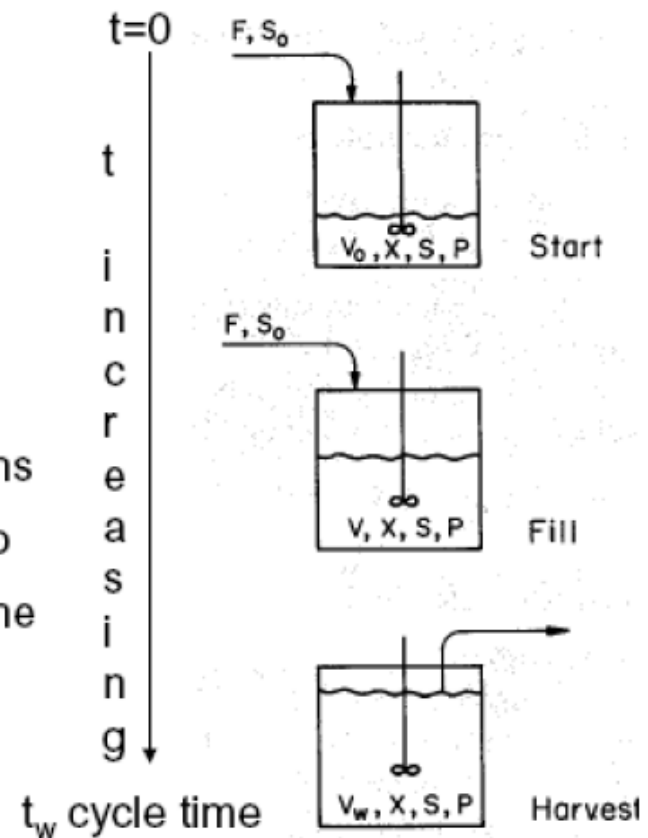 t=0
F, S₀
t
V₀, X, S, P
Start
i
n
F, S₀
c
r
e
a
V, X, S, P
Fill
s
i
n
g
t_w cycle time
V_w, X, S, P
Harvest